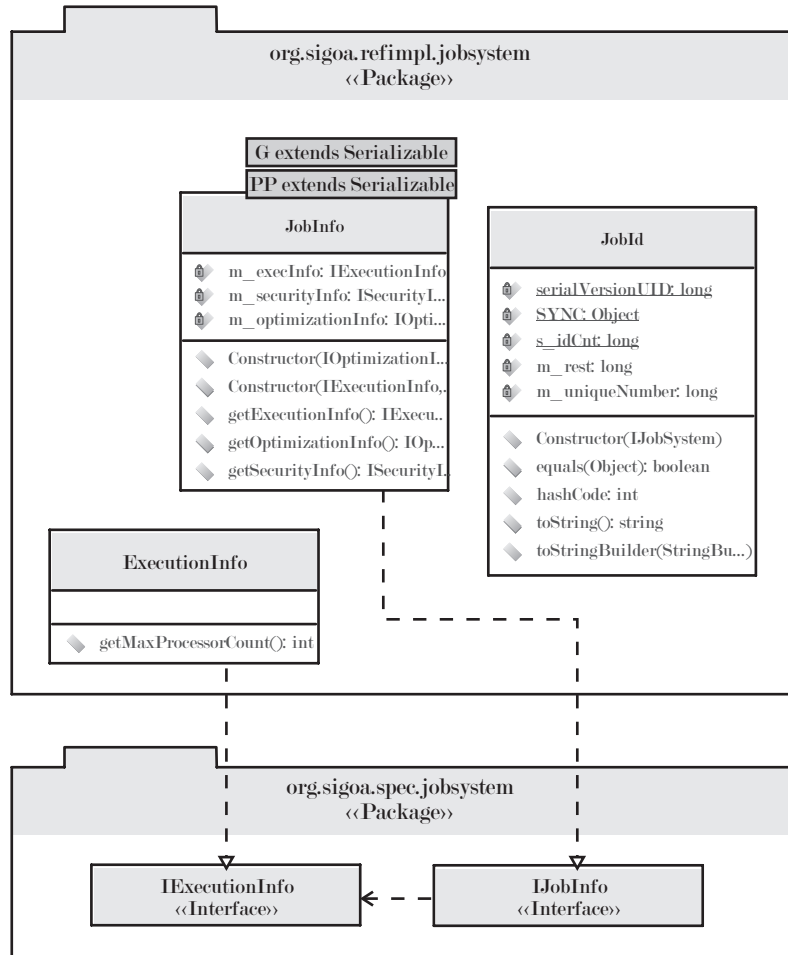 org.sigoa.refimpl.jobsystem
‹‹Package››
G extends Serializable
PP extends Serializable
JobInfo
m_execInfo: IExecutionInfo
m_securityInfo: ISecurityI...
m_optimizationInfo: IOpti...
Constructor(IOptimizationI...
Constructor(IExecutionInfo,...
getExecutionInfo(): IExecu...
getOptimizationInfo(): IOp...
getSecurityInfo(): ISecurityI...
JobId
serialVersionUID: long
SYNC: Object
s_idCnt: long
m_rest: long
m_uniqueNumber: long
Constructor(IJobSystem)
equals(Object): boolean
hashCode: int
toString(): string
toStringBuilder(StringBu...)
ExecutionInfo
getMaxProcessorCount(): int
org.sigoa.spec.jobsystem
‹‹Package››
IExecutionInfo
‹‹Interface››
IJobInfo
‹‹Interface››